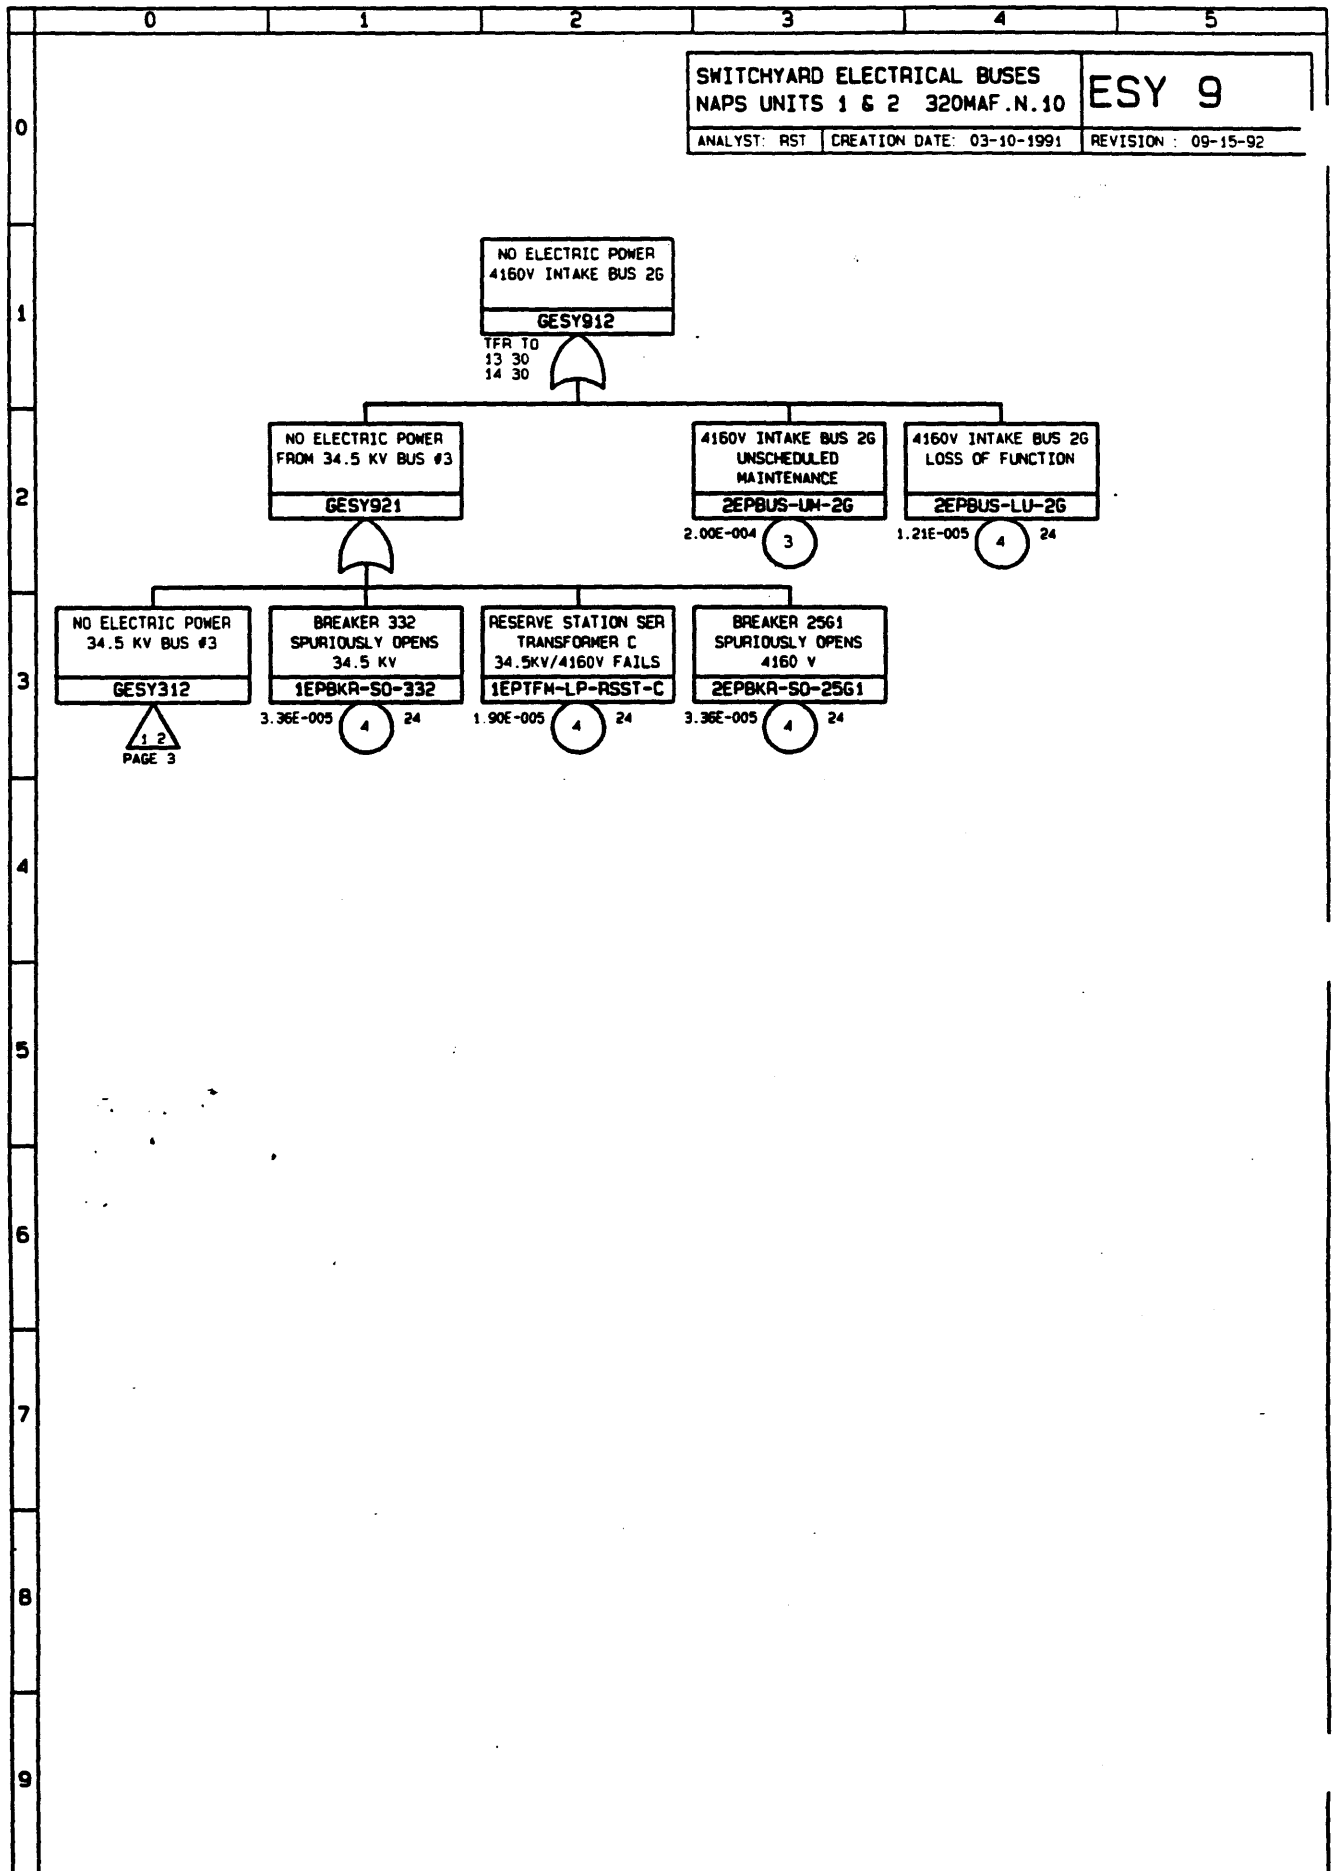 0 1 2 3 4 5
SWITCHYARD ELECTRICAL BUSES
NAPS UNITS 1 & 2 320MAF.N.10
ESY 9
ANALYST: RST CREATION DATE: 03-10-1991 REVISION : 09-15-92
0
NO ELECTRIC POWER
4160V INTAKE BUS 2G
GESY912
TFR TO
13 30
14 30
1
NO ELECTRIC POWER
FROM 34.5 KV BUS #3
GESY921
4160V INTAKE BUS 2G
UNSCHEDULED
MAINTENANCE
2EPBUS-UM-2G
2.00E-004 3
4160V INTAKE BUS 2G
LOSS OF FUNCTION
2EPBUS-LU-2G
1.21E-005 4 24
2
NO ELECTRIC POWER
34.5 KV BUS #3
GESY312
1 2
PAGE 3
BREAKER 332
SPURIOUSLY OPENS
34.5 KV
1EPBKR-SO-332
3.36E-005 4 24
RESERVE STATION SER
TRANSFORMER C
34.5KV/4160V FAILS
1EPTFM-LP-RSST-C
1.90E-005 4 24
BREAKER 25G1
SPURIOUSLY OPENS
4160 V
2EPBKR-SO-25G1
3.36E-005 4 24
3
4
5
6
7
8
9